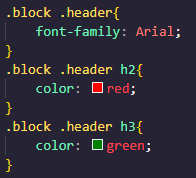 .block .header{
font-family: Arial;
}
.block .header h2{
color: red;
}
.block .header h3{
color: green;
}